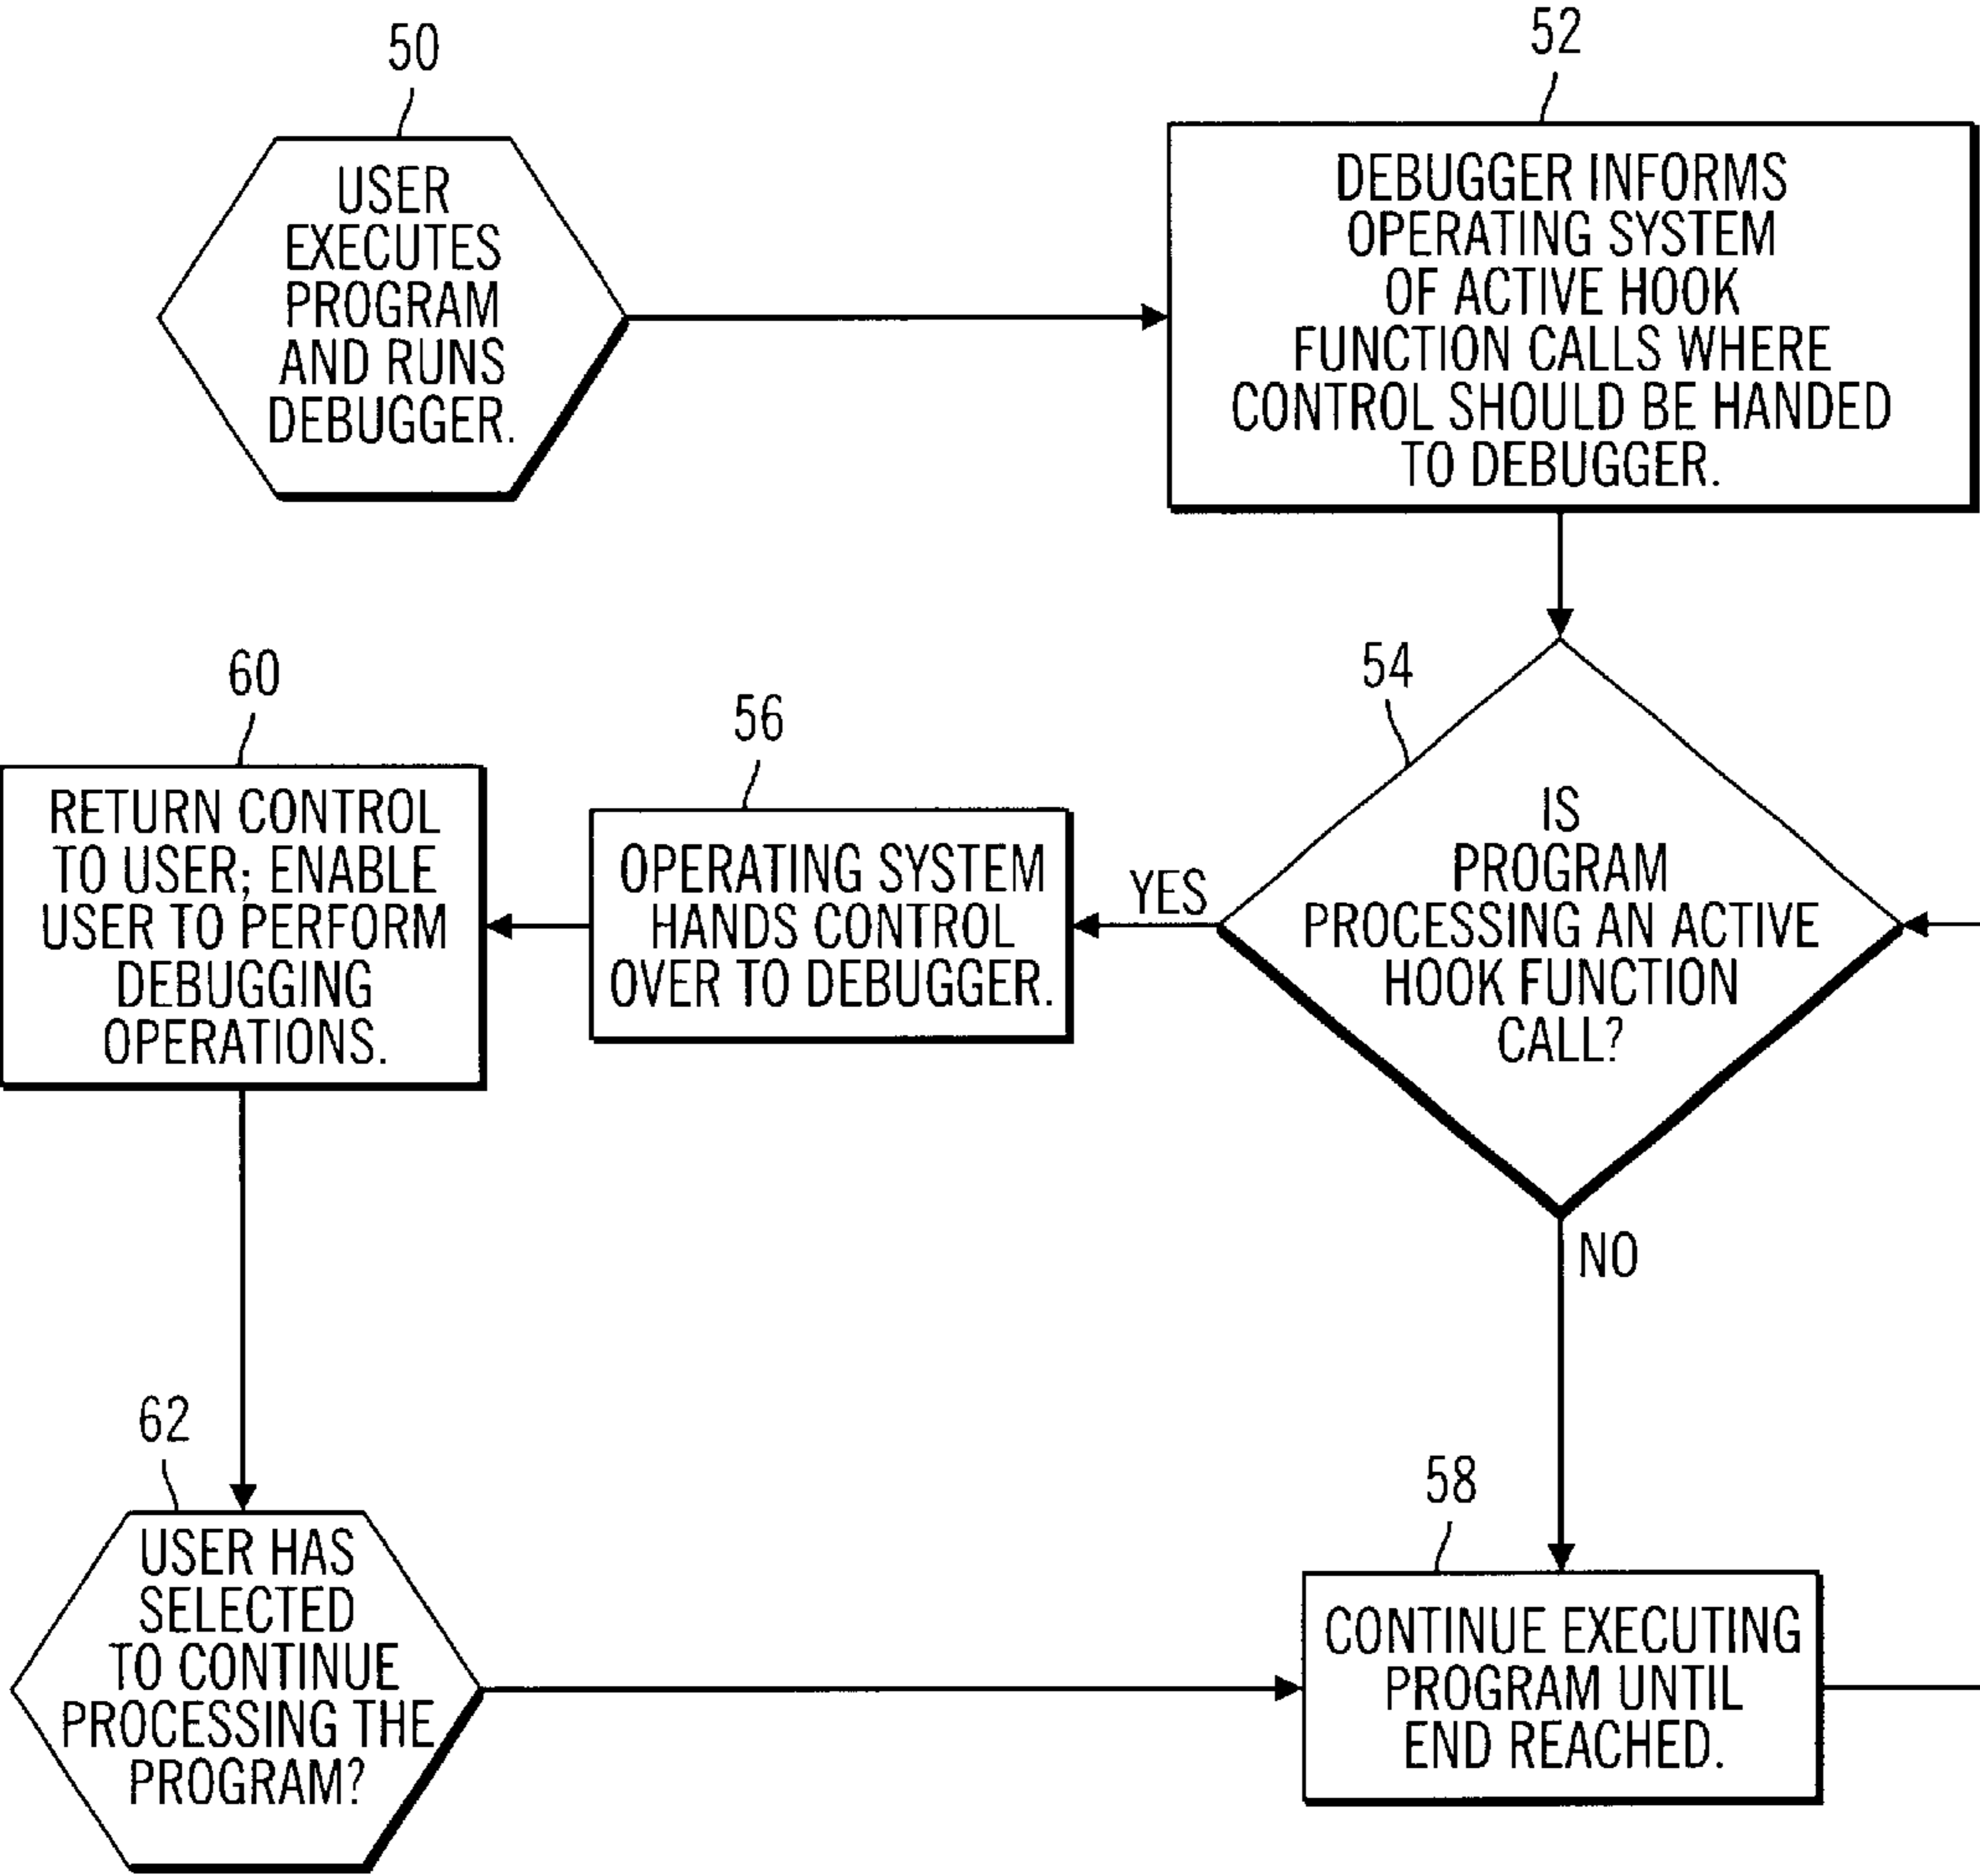 50
USER
EXECUTES
PROGRAM
AND RUNS
DEBUGGER.
52
DEBUGGER INFORMS
OPERATING SYSTEM
OF ACTIVE HOOK
FUNCTION CALLS WHERE
CONTROL SHOULD BE HANDED
TO DEBUGGER.
54
IS
PROGRAM
PROCESSING AN ACTIVE
HOOK FUNCTION
CALL?
YES
56
OPERATING SYSTEM
HANDS CONTROL
OVER TO DEBUGGER.
60
RETURN CONTROL
TO USER; ENABLE
USER TO PERFORM
DEBUGGING
OPERATIONS.
NO
62
USER HAS
SELECTED
TO CONTINUE
PROCESSING THE
PROGRAM?
58
CONTINUE EXECUTING
PROGRAM UNTIL
END REACHED.